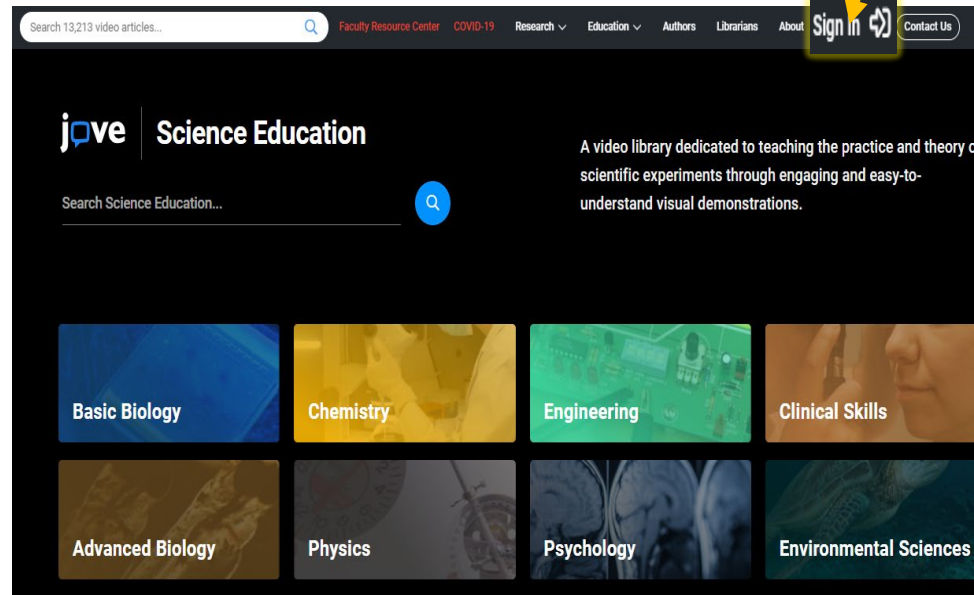 Search 13,213 video articles...
Faculty Resource Center COVID-19 Research Education Authors Librarians About Sign in Contact Us
jove Science Education
A video library dedicated to teaching the practice and theory o
scientific experiments through engaging and easy-to-
understand visual demonstrations.
Search Science Education...
Basic Biology
Chemistry
Engineering
Clinical Skills
Advanced Biology
Physics
Psychology
Environmental Sciences